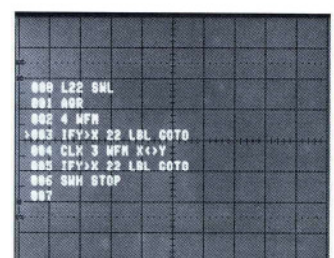 000 L22 SWL
001 AQR
002 4 WFM
>003 IFY>X 22 LBL GOTO
004 CLX 3 WFM X<>Y
005 IFY>X 22 LBL GOTO
006 SWH STOP
007